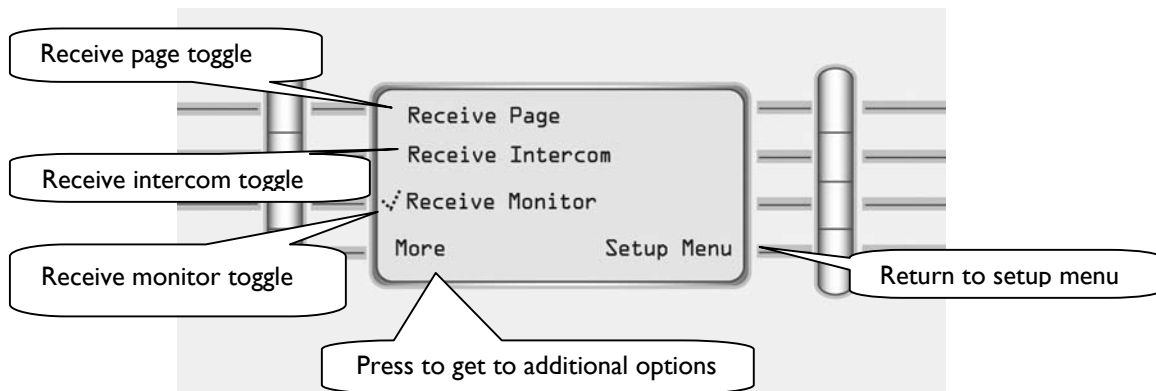 Receive page toggle
Receive Page
Receive Intercom
Receive intercom toggle
Receive Monitor
More
Setup Menu
Receive monitor toggle
Return to setup menu
Press to get to additional options